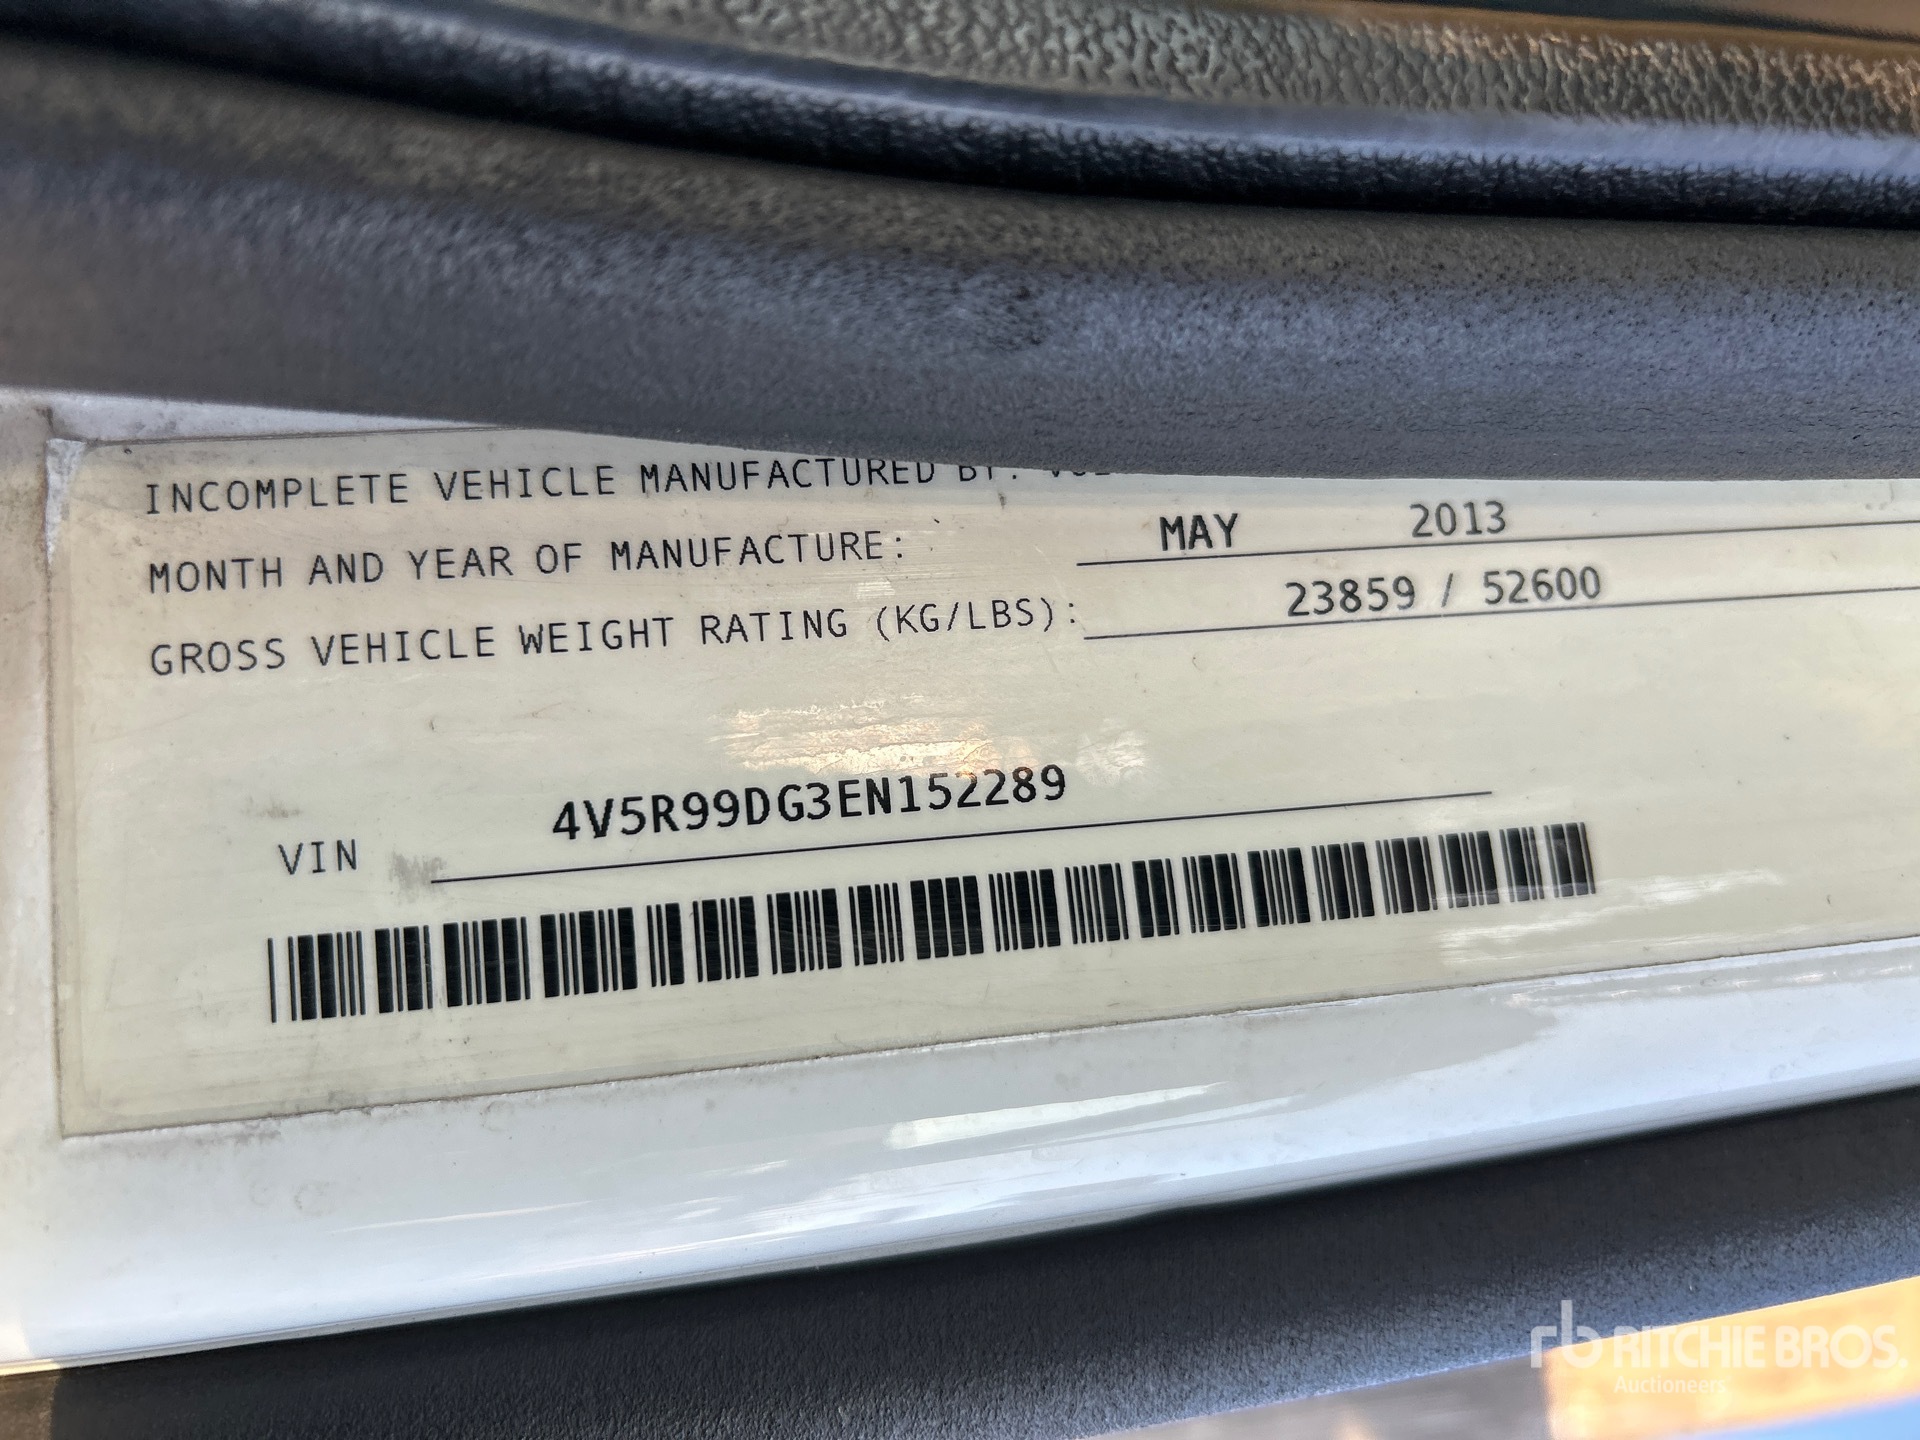 INCOMPLETE VEHICLE MANUFACTURED BY:
MONTH AND YEAR OF MANUFACTURE: MAY 2013
GROSS VEHICLE WEIGHT RATING (KG/LBS): 23859 / 52600
VIN 4V5R99DG3EN152289
rb RITCHIE BROS.
Auctioneers